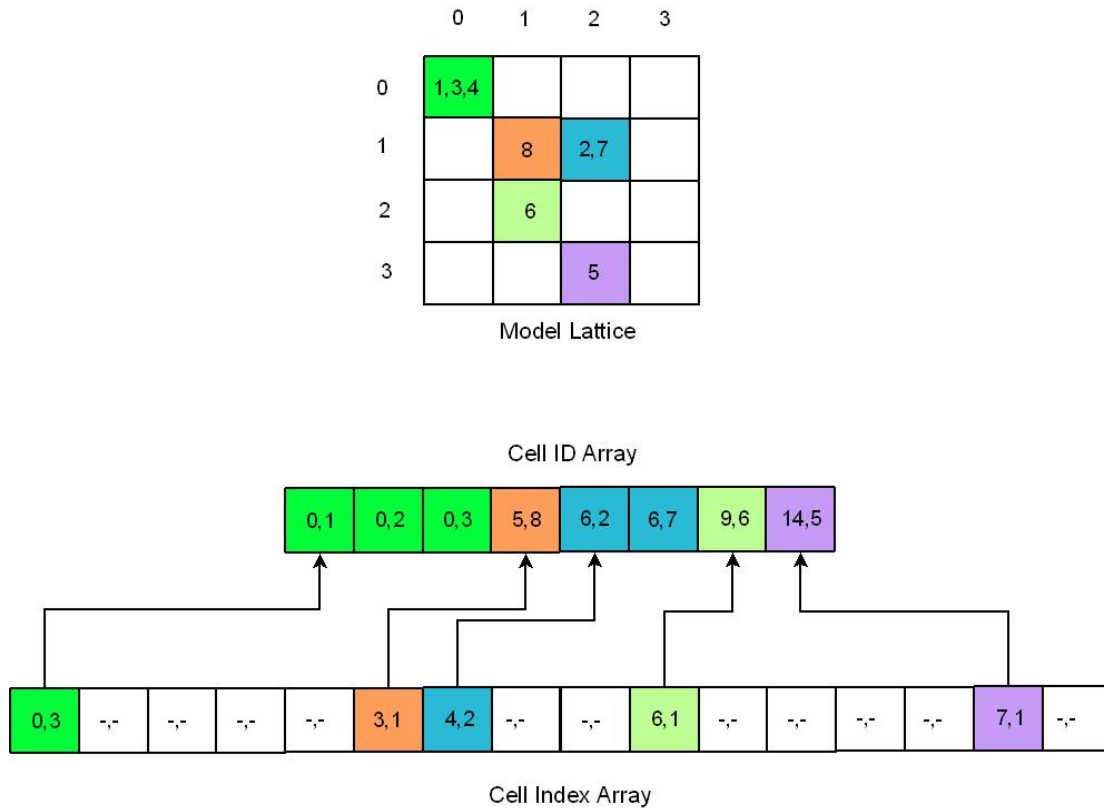 0 1 2 3
0 1,3,4
1 8 2,7
2 6
3 5
Model Lattice
Cell ID Array
0,1 0,2 0,3 5,8 6,2 6,7 9,6 14,5
0,3 -,- -,- -,- -,- 3,1 4,2 -,- -,- 6,1 -,- -,- -,- -,- 7,1 -,-
Cell Index Array